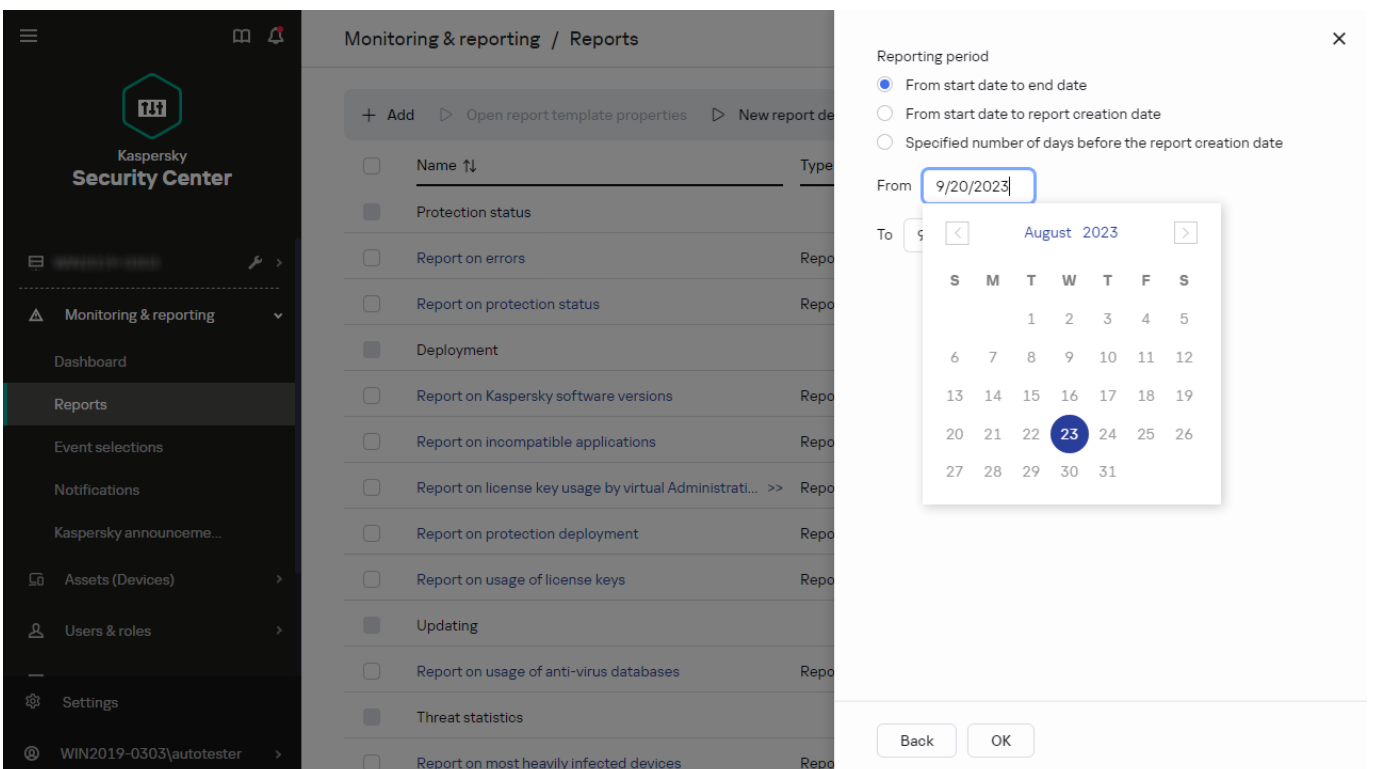 Kaspersky
Security Center
Monitoring & reporting
Dashboard
Reports
Event selections
Notifications
Kaspersky announceme...
Assets (Devices)
Users & roles
Settings
WIN2019-0303\autotester
Monitoring & reporting / Reports
+ Add
Open report template properties
New report de
Name
Type
Protection status
Report on errors Repo
Report on protection status Repo
Deployment
Report on Kaspersky software versions Repo
Report on incompatible applications Repo
Report on license key usage by virtual Administrati... >> Repo
Report on protection deployment Repo
Report on usage of license keys Repo
Updating
Report on usage of anti-virus databases Repo
Threat statistics
Report on most heavily infected devices Repo
Reporting period
From start date to end date
From start date to report creation date
Specified number of days before the report creation date
From 9/20/2023
To 9
August 2023
S M T W T F S
1 2 3 4 5
6 7 8 9 10 11 12
13 14 15 16 17 18 19
20 21 22 23 24 25 26
27 28 29 30 31
Back
OK